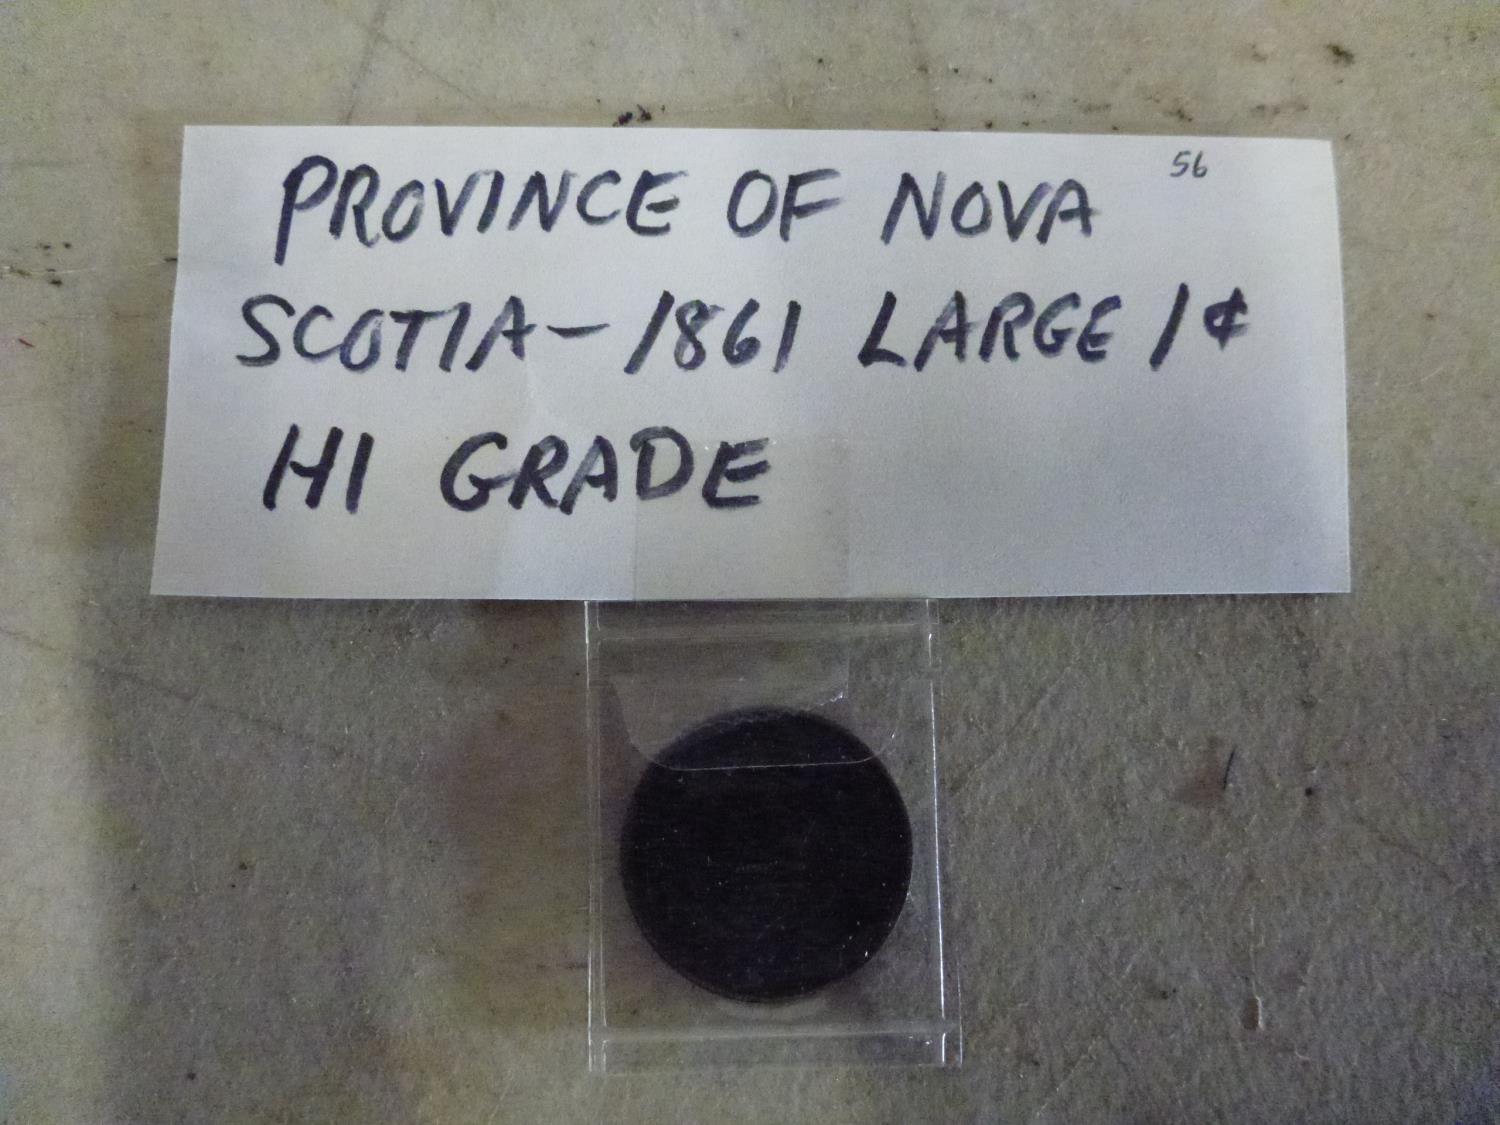 56
PROVINCE OF NOVA
SCOTIA - 1861 LARGE 1¢
HI GRADE